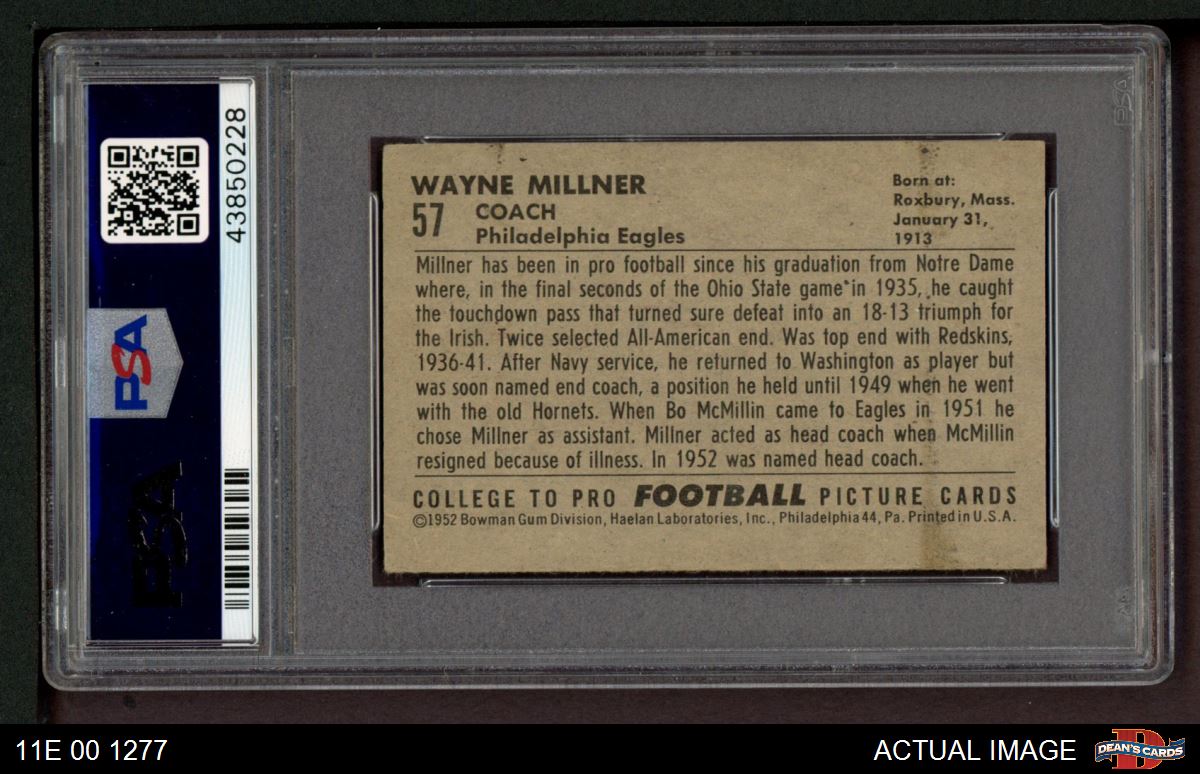 43850228
PSA
PSA
WAYNE MILLNER
57 COACH
Philadelphia Eagles
Born at:
Roxbury, Mass.
January 31,
1913
Millner has been in pro football since his graduation from Notre Dame
where, in the final seconds of the Ohio State game in 1935, he caught
the touchdown pass that turned sure defeat into an 18-13 triumph for
the Irish. Twice selected All-American end. Was top end with Redskins,
1936-41. After Navy service, he returned to Washington as player but
was soon named end coach, a position he held until 1949 when he went
with the old Hornets. When Bo McMillin came to Eagles in 1951 he
chose Millner as assistant. Millner acted as head coach when McMillin
resigned because of illness. In 1952 was named head coach.
COLLEGE TO PRO FOOTBALL PICTURE CARDS
©1952 Bowman Gum Division, Haelan Laboratories, Inc., Philadelphia 44, Pa. Printed in U.S.A.
PSA
11E 00 1277
ACTUAL IMAGE
D
DEAN'S CARDS